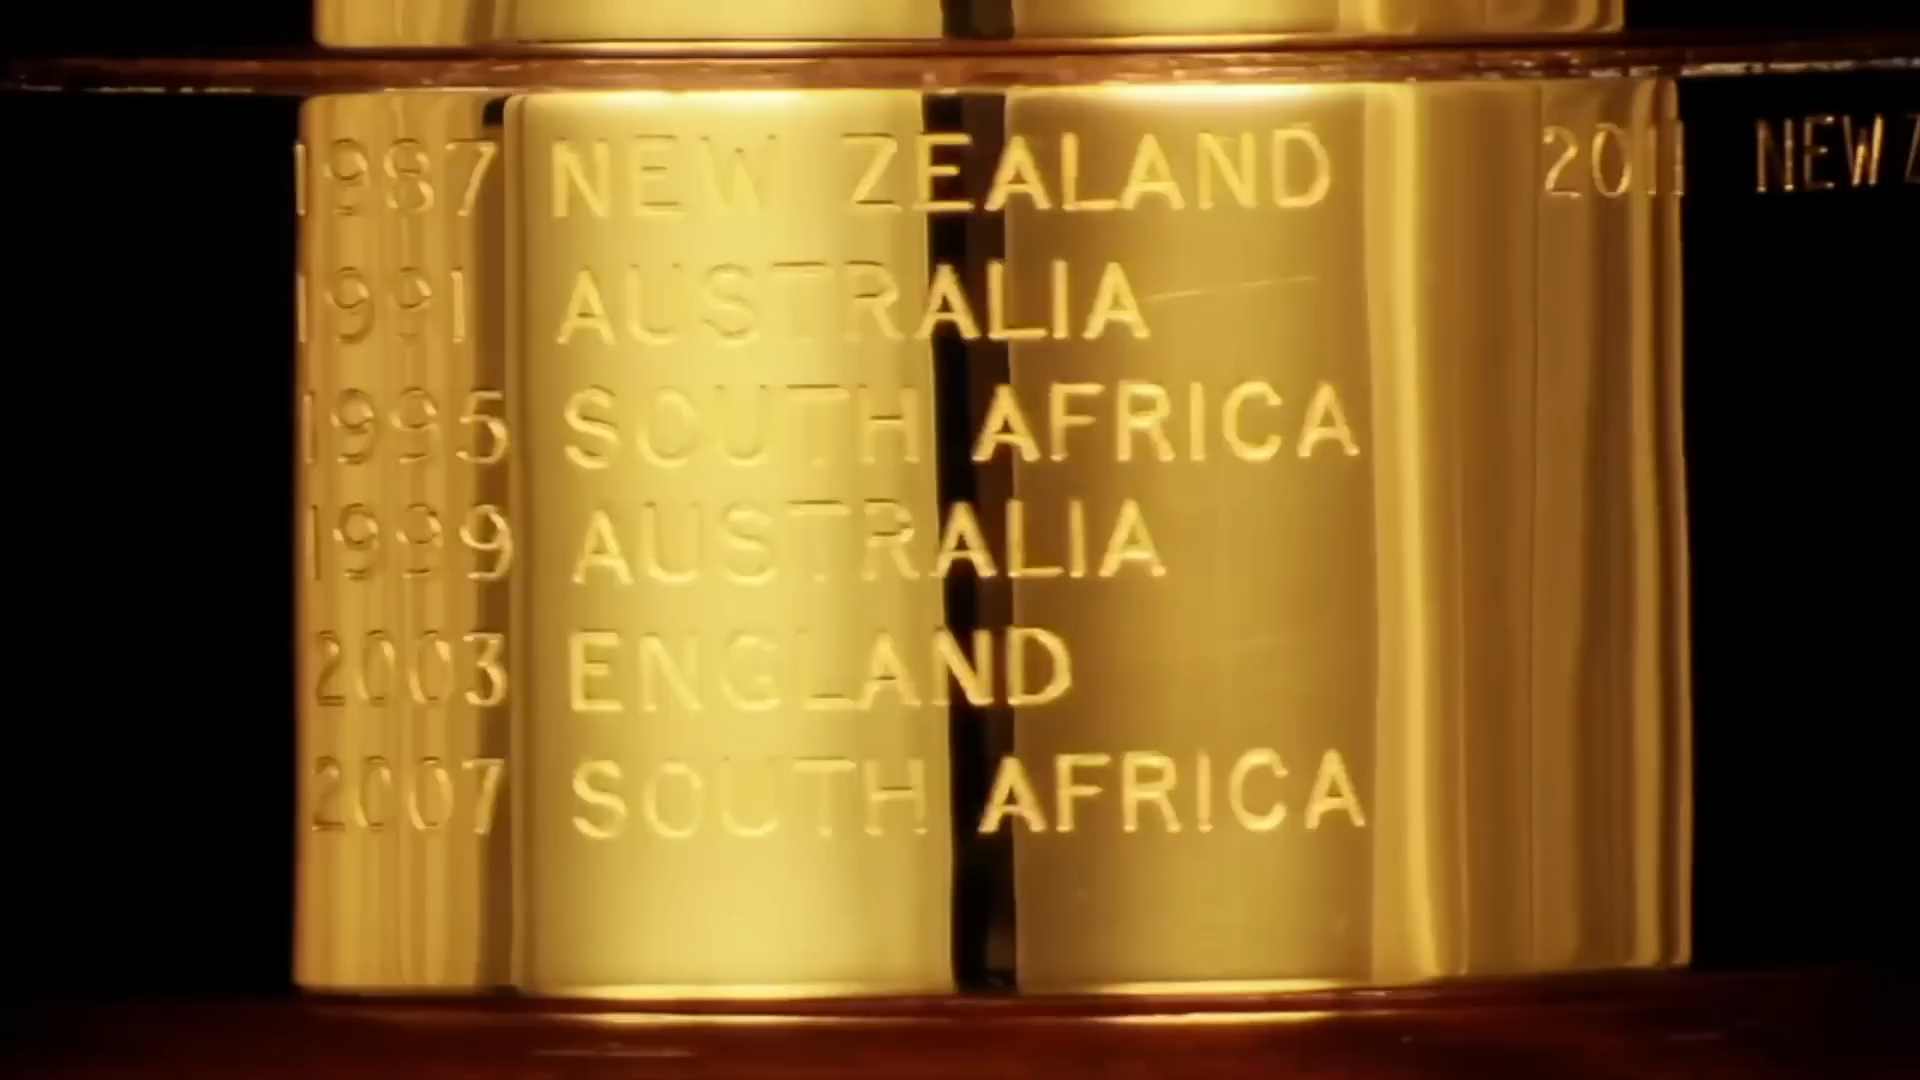 1987 NEW ZEALAND
1991 AUSTRALIA
1995 SOUTH AFRICA
1999 AUSTRALIA
2003 ENGLAND
2007 SOUTH AFRICA
2011 NEW